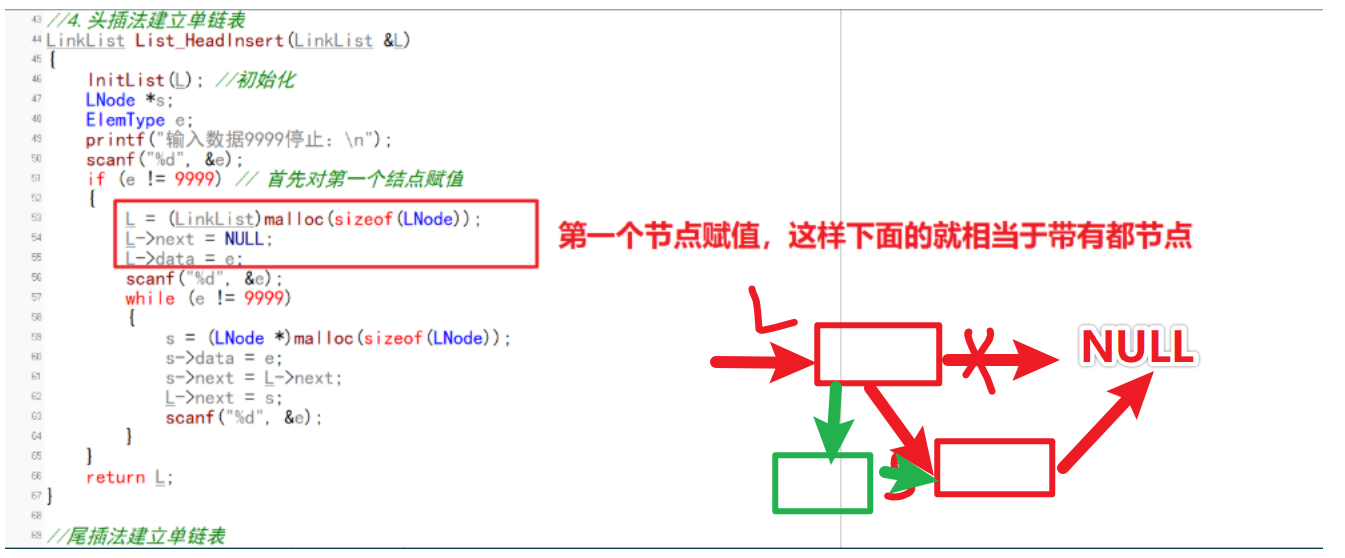 43 //4. 头插法建立单链表
44 LinkList List_HeadInsert(LinkList &L)
45 {
46 InitList(L); //初始化
47 LNode *s;
48 ElemType e;
49 printf("输入数据9999停止: \n");
50 scanf("%d", &e);
51 if (e != 9999) // 首先对第一个结点赋值
52 {
53 L = (LinkList)malloc(sizeof(LNode));
54 L->next = NULL;
55 L->data = e;
第一个节点赋值，这样下面的就相当于带有都节点
56 scanf("%d", &e);
57 while (e != 9999)
58 {
59 s = (LNode *)malloc(sizeof(LNode));
60 s->data = e;
61 s->next = L->next;
62 L->next = s;
63 scanf("%d", &e);
64 }
65 }
66 return L;
67 }
68
69 //尾插法建立单链表
L
NULL